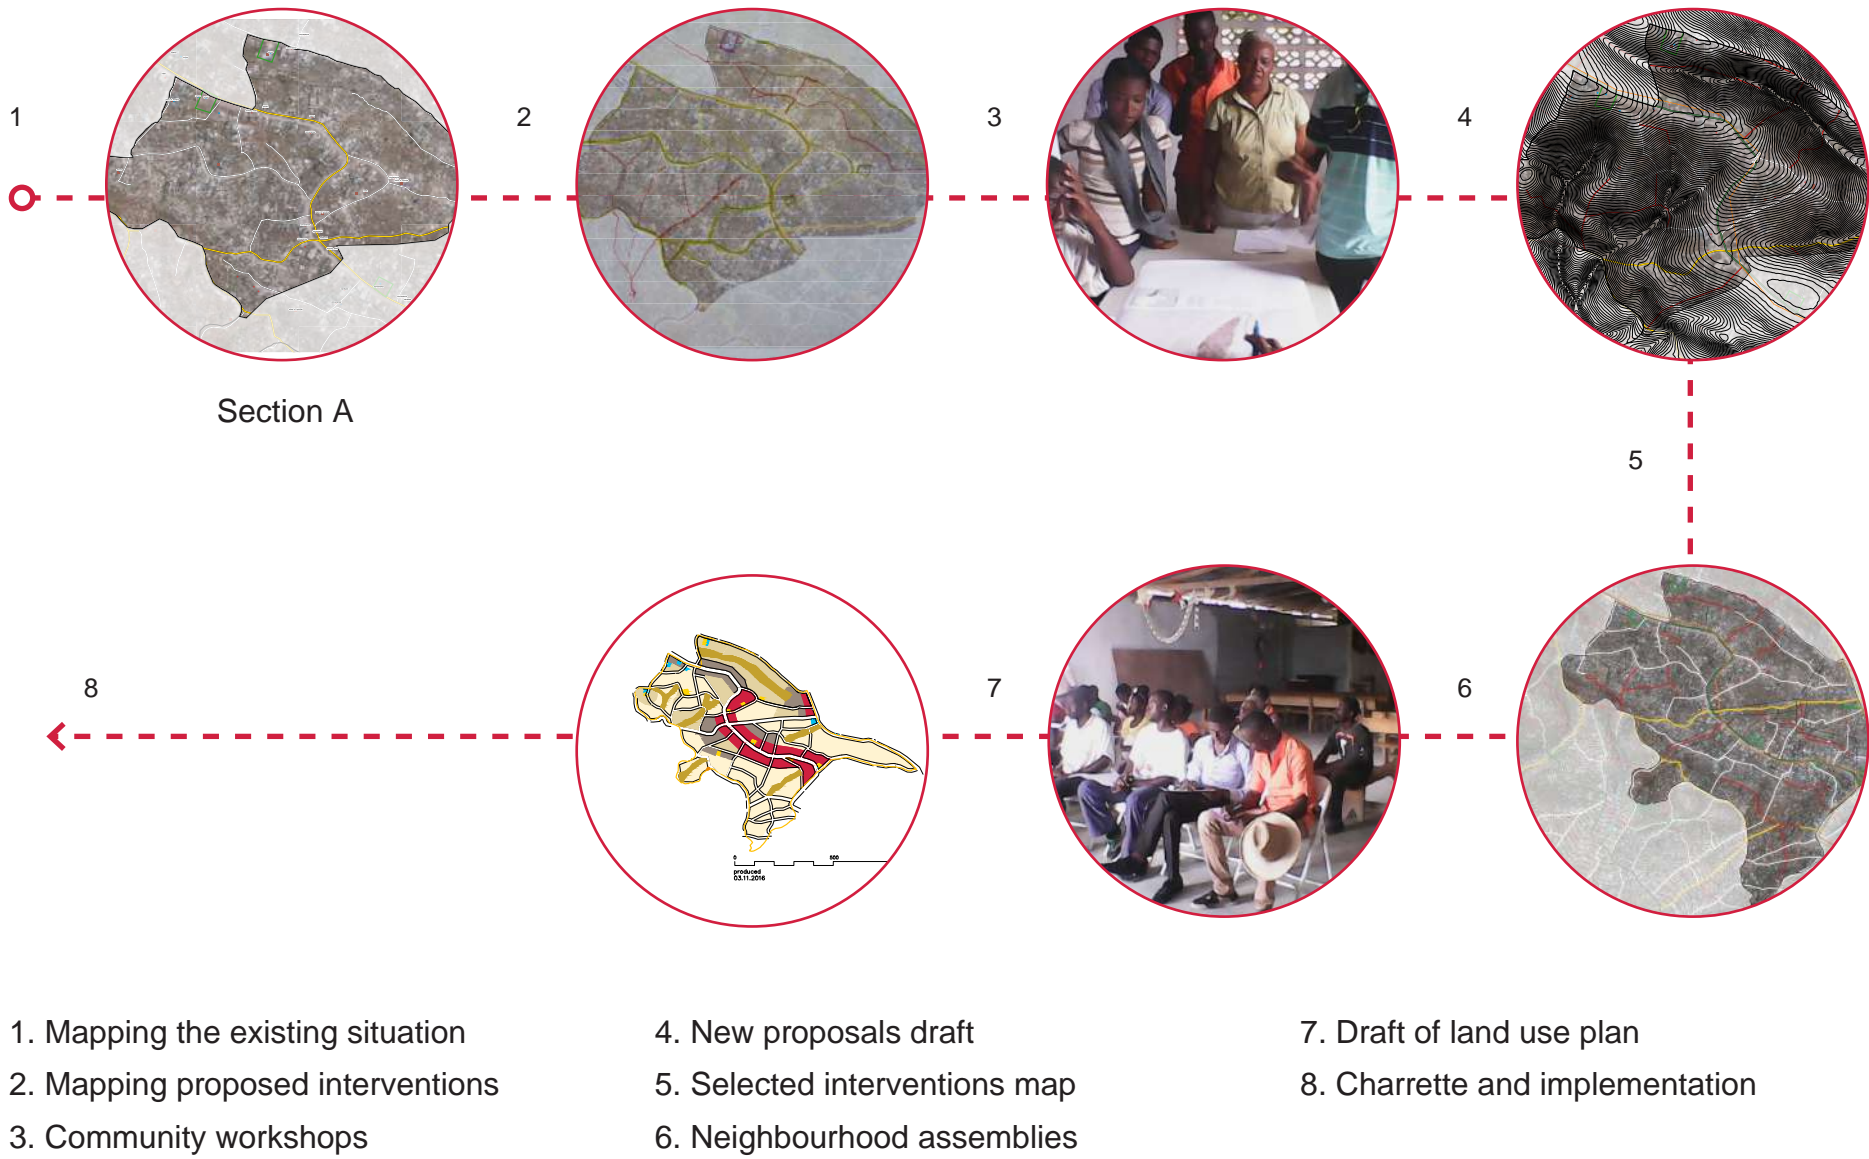 1
2
3
4
Section A
5
8
7
6
0 500
produced
03.11.2016
1. Mapping the existing situation
2. Mapping proposed interventions
3. Community workshops
4. New proposals draft
5. Selected interventions map
6. Neighbourhood assemblies
7. Draft of land use plan
8. Charrette and implementation